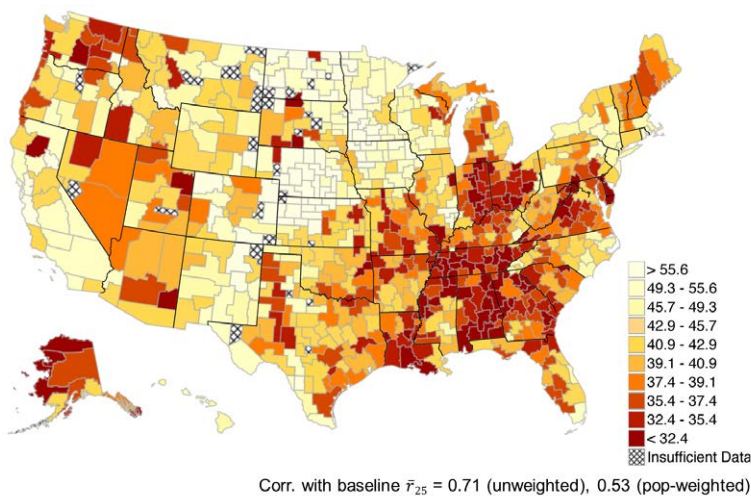 > 55.6
49.3 - 55.6
45.7 - 49.3
42.9 - 45.7
40.9 - 42.9
39.1 - 40.9
37.4 - 39.1
35.4 - 37.4
32.4 - 35.4
< 32.4
Insufficient Data
Corr. with baseline r̄₂₅ = 0.71 (unweighted), 0.53 (pop-weighted)